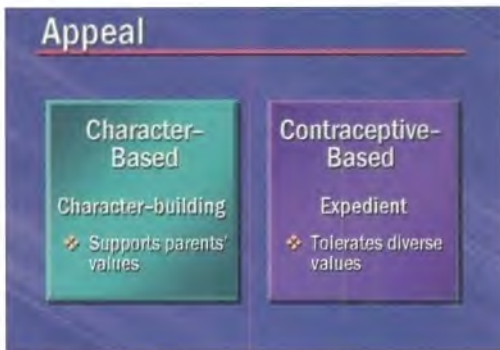 Appeal
Character–
Based
Character-building
❖ Supports parents'
values
Contraceptive–
Based
Expedient
❖ Tolerates diverse
values